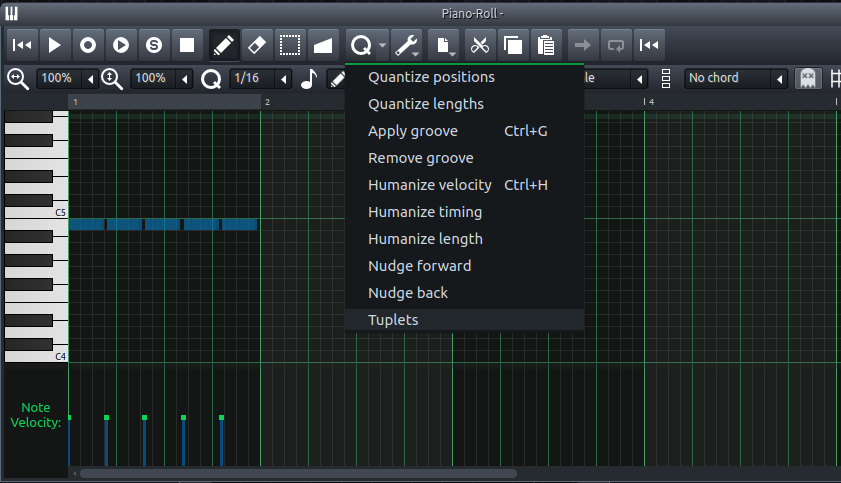 Piano-Roll -
S
Q
100%
100%
Q
1/16
No chord
Quantize positions
Quantize lengths
Apply groove Ctrl+G
Remove groove
Humanize velocity Ctrl+H
Humanize timing
Humanize length
Nudge forward
Nudge back
Tuplets
1
2
4
C5
C4
Note
Velocity: